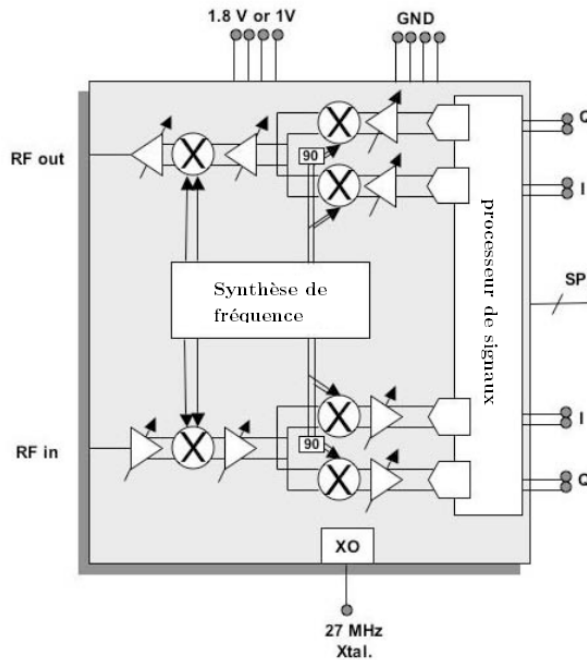 1.8 V or 1V
GND
Q
RF out
90
I
processeur de signaux
SP
Synthèse de
fréquence
I
RF in
90
Q
XO
27 MHz
Xtal.